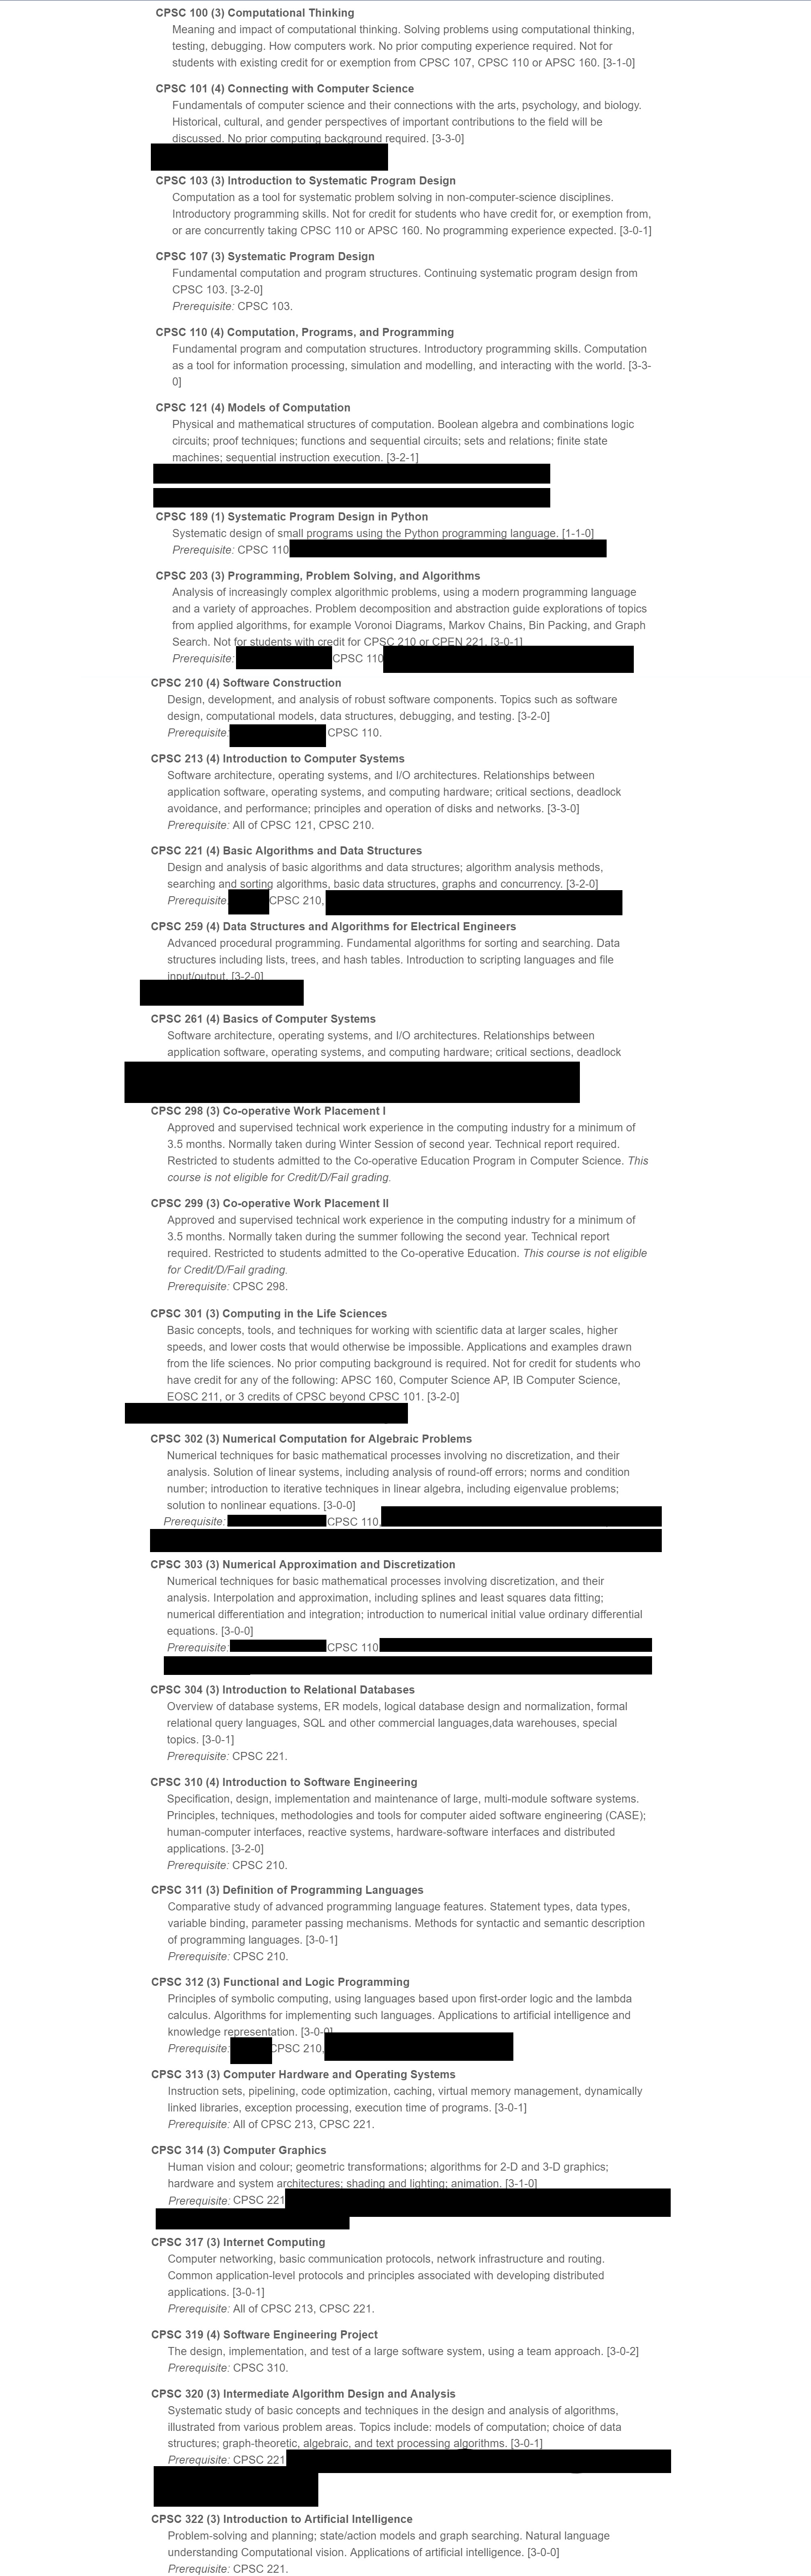 CPSC 100 (3) Computational Thinking
Meaning and impact of computational thinking. Solving problems using computational thinking,
testing, debugging. How computers work. No prior computing experience required. Not for
students with existing credit for or exemption from CPSC 107, CPSC 110 or APSC 160. [3-1-0]
CPSC 101 (4) Connecting with Computer Science
Fundamentals of computer science and their connections with the arts, psychology, and biology.
Historical, cultural, and gender perspectives of important contributions to the field will be
discussed. No prior computing background required. [3-3-0]
CPSC 103 (3) Introduction to Systematic Program Design
Computation as a tool for systematic problem solving in non-computer-science disciplines.
Introductory programming skills. Not for credit for students who have credit for, or exemption from,
or are concurrently taking CPSC 110 or APSC 160. No programming experience expected. [3-0-1]
CPSC 107 (3) Systematic Program Design
Fundamental computation and program structures. Continuing systematic program design from
CPSC 103. [3-2-0]
Prerequisite: CPSC 103.
CPSC 110 (4) Computation, Programs, and Programming
Fundamental program and computation structures. Introductory programming skills. Computation
as a tool for information processing, simulation and modelling, and interacting with the world. [3-3-
0]
CPSC 121 (4) Models of Computation
Physical and mathematical structures of computation. Boolean algebra and combinations logic
circuits; proof techniques; functions and sequential circuits; sets and relations; finite state
machines; sequential instruction execution. [3-2-1]
CPSC 189 (1) Systematic Program Design in Python
Systematic design of small programs using the Python programming language. [1-1-0]
Prerequisite: CPSC 110
CPSC 203 (3) Programming, Problem Solving, and Algorithms
Analysis of increasingly complex algorithmic problems, using a modern programming language
and a variety of approaches. Problem decomposition and abstraction guide explorations of topics
from applied algorithms, for example Voronoi Diagrams, Markov Chains, Bin Packing, and Graph
Search. Not for students with credit for CPSC 210 or CPEN 221. [3-0-1]
Prerequisite: CPSC 110
CPSC 210 (4) Software Construction
Design, development, and analysis of robust software components. Topics such as software
design, computational models, data structures, debugging, and testing. [3-2-0]
Prerequisite: CPSC 110.
CPSC 213 (4) Introduction to Computer Systems
Software architecture, operating systems, and I/O architectures. Relationships between
application software, operating systems, and computing hardware; critical sections, deadlock
avoidance, and performance; principles and operation of disks and networks. [3-3-0]
Prerequisite: All of CPSC 121, CPSC 210.
CPSC 221 (4) Basic Algorithms and Data Structures
Design and analysis of basic algorithms and data structures; algorithm analysis methods,
searching and sorting algorithms, basic data structures, graphs and concurrency. [3-2-0]
Prerequisite: CPSC 210,
CPSC 259 (4) Data Structures and Algorithms for Electrical Engineers
Advanced procedural programming. Fundamental algorithms for sorting and searching. Data
structures including lists, trees, and hash tables. Introduction to scripting languages and file
input/output. [3-2-0]
CPSC 261 (4) Basics of Computer Systems
Software architecture, operating systems, and I/O architectures. Relationships between
application software, operating systems, and computing hardware; critical sections, deadlock
CPSC 298 (3) Co-operative Work Placement I
Approved and supervised technical work experience in the computing industry for a minimum of
3.5 months. Normally taken during Winter Session of second year. Technical report required.
Restricted to students admitted to the Co-operative Education Program in Computer Science. This
course is not eligible for Credit/D/Fail grading.
CPSC 299 (3) Co-operative Work Placement II
Approved and supervised technical work experience in the computing industry for a minimum of
3.5 months. Normally taken during the summer following the second year. Technical report
required. Restricted to students admitted to the Co-operative Education. This course is not eligible
for Credit/D/Fail grading.
Prerequisite: CPSC 298.
CPSC 301 (3) Computing in the Life Sciences
Basic concepts, tools, and techniques for working with scientific data at larger scales, higher
speeds, and lower costs that would otherwise be impossible. Applications and examples drawn
from the life sciences. No prior computing background is required. Not for credit for students who
have credit for any of the following: APSC 160, Computer Science AP, IB Computer Science,
EOSC 211, or 3 credits of CPSC beyond CPSC 101. [3-2-0]
CPSC 302 (3) Numerical Computation for Algebraic Problems
Numerical techniques for basic mathematical processes involving no discretization, and their
analysis. Solution of linear systems, including analysis of round-off errors; norms and condition
number; introduction to iterative techniques in linear algebra, including eigenvalue problems;
solution to nonlinear equations. [3-0-0]
Prerequisite: CPSC 110,
CPSC 303 (3) Numerical Approximation and Discretization
Numerical techniques for basic mathematical processes involving discretization, and their
analysis. Interpolation and approximation, including splines and least squares data fitting;
numerical differentiation and integration; introduction to numerical initial value ordinary differential
equations. [3-0-0]
Prerequisite: CPSC 110
CPSC 304 (3) Introduction to Relational Databases
Overview of database systems, ER models, logical database design and normalization, formal
relational query languages, SQL and other commercial languages,data warehouses, special
topics. [3-0-1]
Prerequisite: CPSC 221.
CPSC 310 (4) Introduction to Software Engineering
Specification, design, implementation and maintenance of large, multi-module software systems.
Principles, techniques, methodologies and tools for computer aided software engineering (CASE);
human-computer interfaces, reactive systems, hardware-software interfaces and distributed
applications. [3-2-0]
Prerequisite: CPSC 210.
CPSC 311 (3) Definition of Programming Languages
Comparative study of advanced programming language features. Statement types, data types,
variable binding, parameter passing mechanisms. Methods for syntactic and semantic description
of programming languages. [3-0-1]
Prerequisite: CPSC 210.
CPSC 312 (3) Functional and Logic Programming
Principles of symbolic computing, using languages based upon first-order logic and the lambda
calculus. Algorithms for implementing such languages. Applications to artificial intelligence and
knowledge representation. [3-0-0]
Prerequisite: CPSC 210,
CPSC 313 (3) Computer Hardware and Operating Systems
Instruction sets, pipelining, code optimization, caching, virtual memory management, dynamically
linked libraries, exception processing, execution time of programs. [3-0-1]
Prerequisite: All of CPSC 213, CPSC 221.
CPSC 314 (3) Computer Graphics
Human vision and colour; geometric transformations; algorithms for 2-D and 3-D graphics;
hardware and system architectures; shading and lighting; animation. [3-1-0]
Prerequisite: CPSC 221
CPSC 317 (3) Internet Computing
Computer networking, basic communication protocols, network infrastructure and routing.
Common application-level protocols and principles associated with developing distributed
applications. [3-0-1]
Prerequisite: All of CPSC 213, CPSC 221.
CPSC 319 (4) Software Engineering Project
The design, implementation, and test of a large software system, using a team approach. [3-0-2]
Prerequisite: CPSC 310.
CPSC 320 (3) Intermediate Algorithm Design and Analysis
Systematic study of basic concepts and techniques in the design and analysis of algorithms,
illustrated from various problem areas. Topics include: models of computation; choice of data
structures; graph-theoretic, algebraic, and text processing algorithms. [3-0-1]
Prerequisite: CPSC 221
CPSC 322 (3) Introduction to Artificial Intelligence
Problem-solving and planning; state/action models and graph searching. Natural language
understanding Computational vision. Applications of artificial intelligence. [3-0-0]
Prerequisite: CPSC 221.